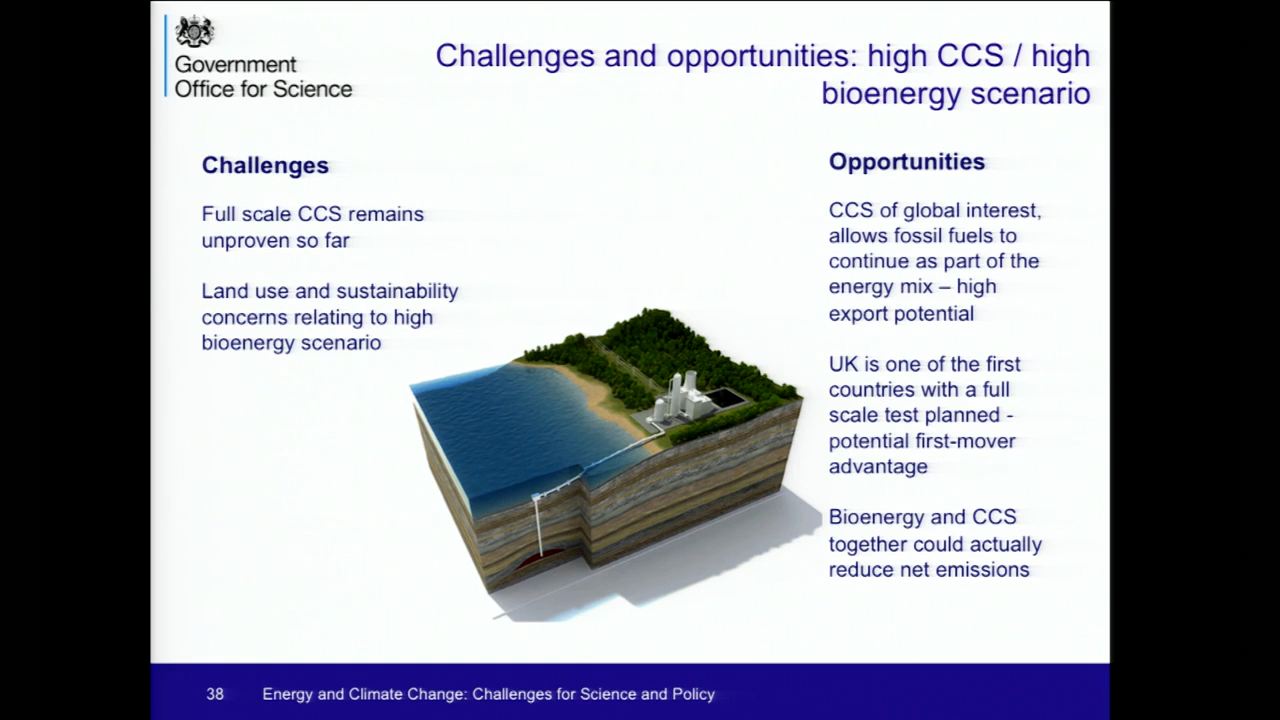 Government
Office for Science
Challenges and opportunities: high CCS / high
bioenergy scenario
Challenges
Full scale CCS remains
unproven so far
Land use and sustainability
concerns relating to high
bioenergy scenario
Opportunities
CCS of global interest,
allows fossil fuels to
continue as part of the
energy mix – high
export potential
UK is one of the first
countries with a full
scale test planned -
potential first-mover
advantage
Bioenergy and CCS
together could actually
reduce net emissions
38 Energy and Climate Change: Challenges for Science and Policy